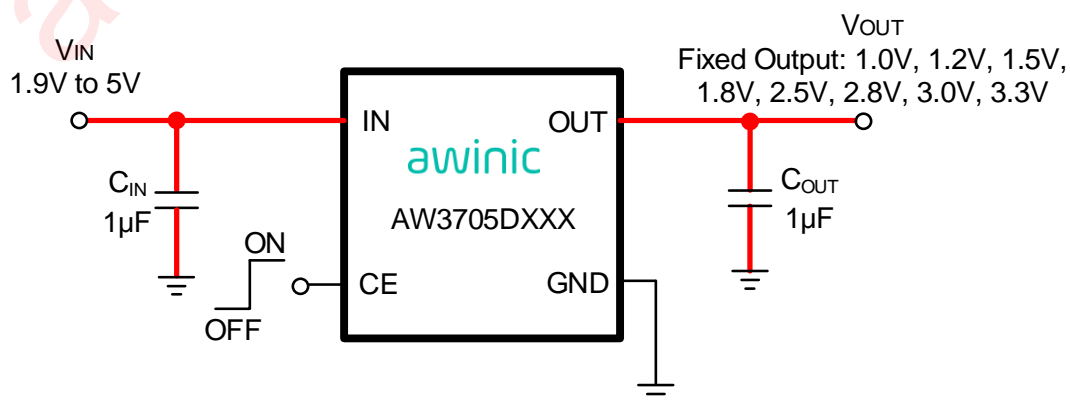 VIN
1.9V to 5V
VOUT
Fixed Output: 1.0V, 1.2V, 1.5V,
1.8V, 2.5V, 2.8V, 3.0V, 3.3V
IN
OUT
awinic
AW3705DXXX
CIN
1µF
COUT
1µF
ON
OFF
CE
GND